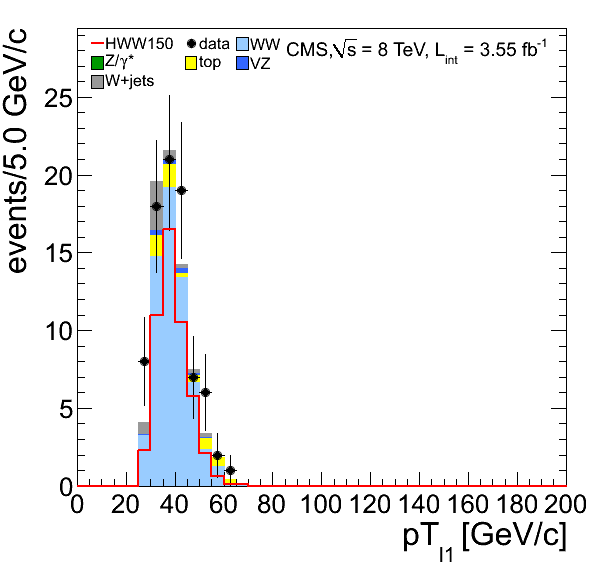 HWW150 data WW CMS,√s = 8 TeV, L_int = 3.55 fb^-1
Z/γ* top VZ
W+jets
events/5.0 GeV/c
25
20
15
10
5
0
0 20 40 60 80 100 120 140 160 180 200
pT_l1 [GeV/c]